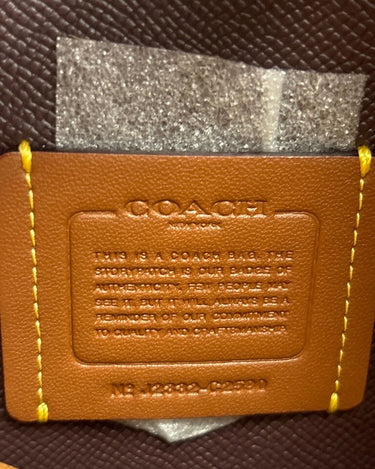 COACH
NEW YORK
THIS IS A COACH BAG. THE
STORYPATCH IS OUR BADGE OF
AUTHENTICITY. FEW PEOPLE MAY
SEE IT BUT IT WILL ALWAYS BE A
REMINDER OF OUR COMMITMENT
TO QUALITY AND CRAFTSMANSHIP.